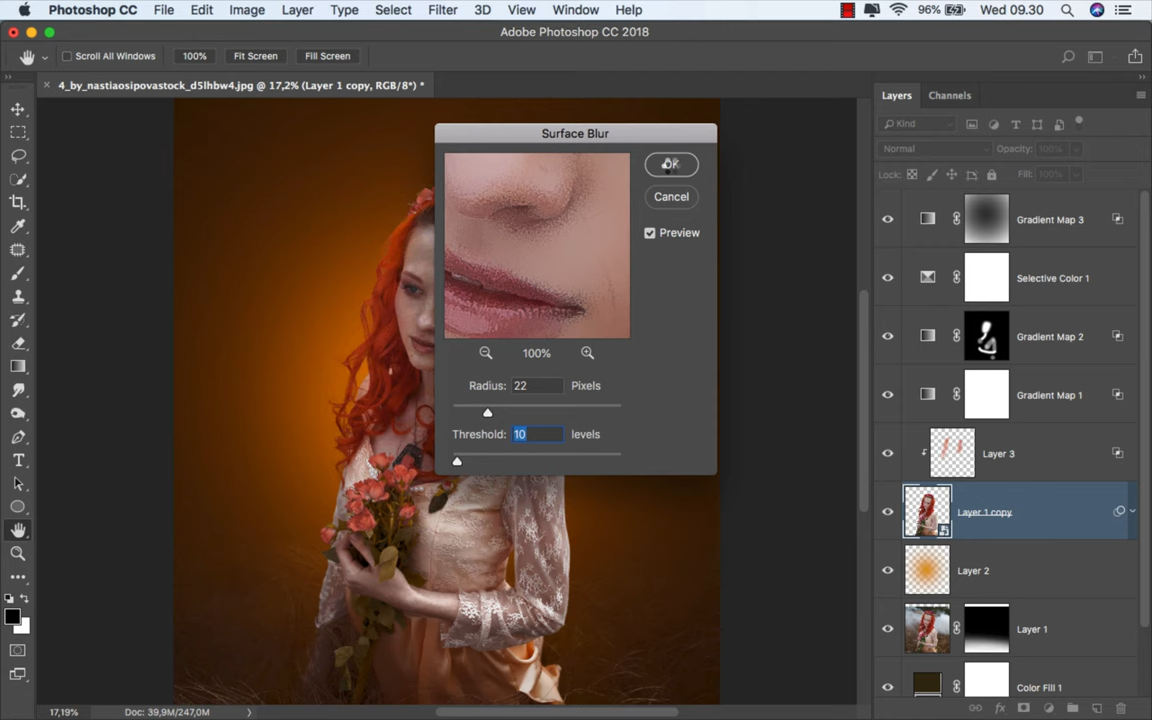 Photoshop CC File Edit Image Layer Type Select Filter 3D View Window Help 96% Wed 09.30
Adobe Photoshop CC 2018
Scroll All Windows 100% Fit Screen Fill Screen
4_by_nastiaosipovastock_d5lhbw4.jpg @ 17,2% (Layer 1 copy, RGB/8*) *
Layers Channels
Kind
Normal Opacity: 100%
Lock: Fill: 100%
Surface Blur
OK
Cancel
Preview
100%
Radius: 22 Pixels
Threshold: 10 levels
Gradient Map 3
Selective Color 1
Gradient Map 2
Gradient Map 1
Layer 3
Layer 1 copy
Layer 2
Layer 1
Color Fill 1
17,19% Doc: 39,9M/247,0M